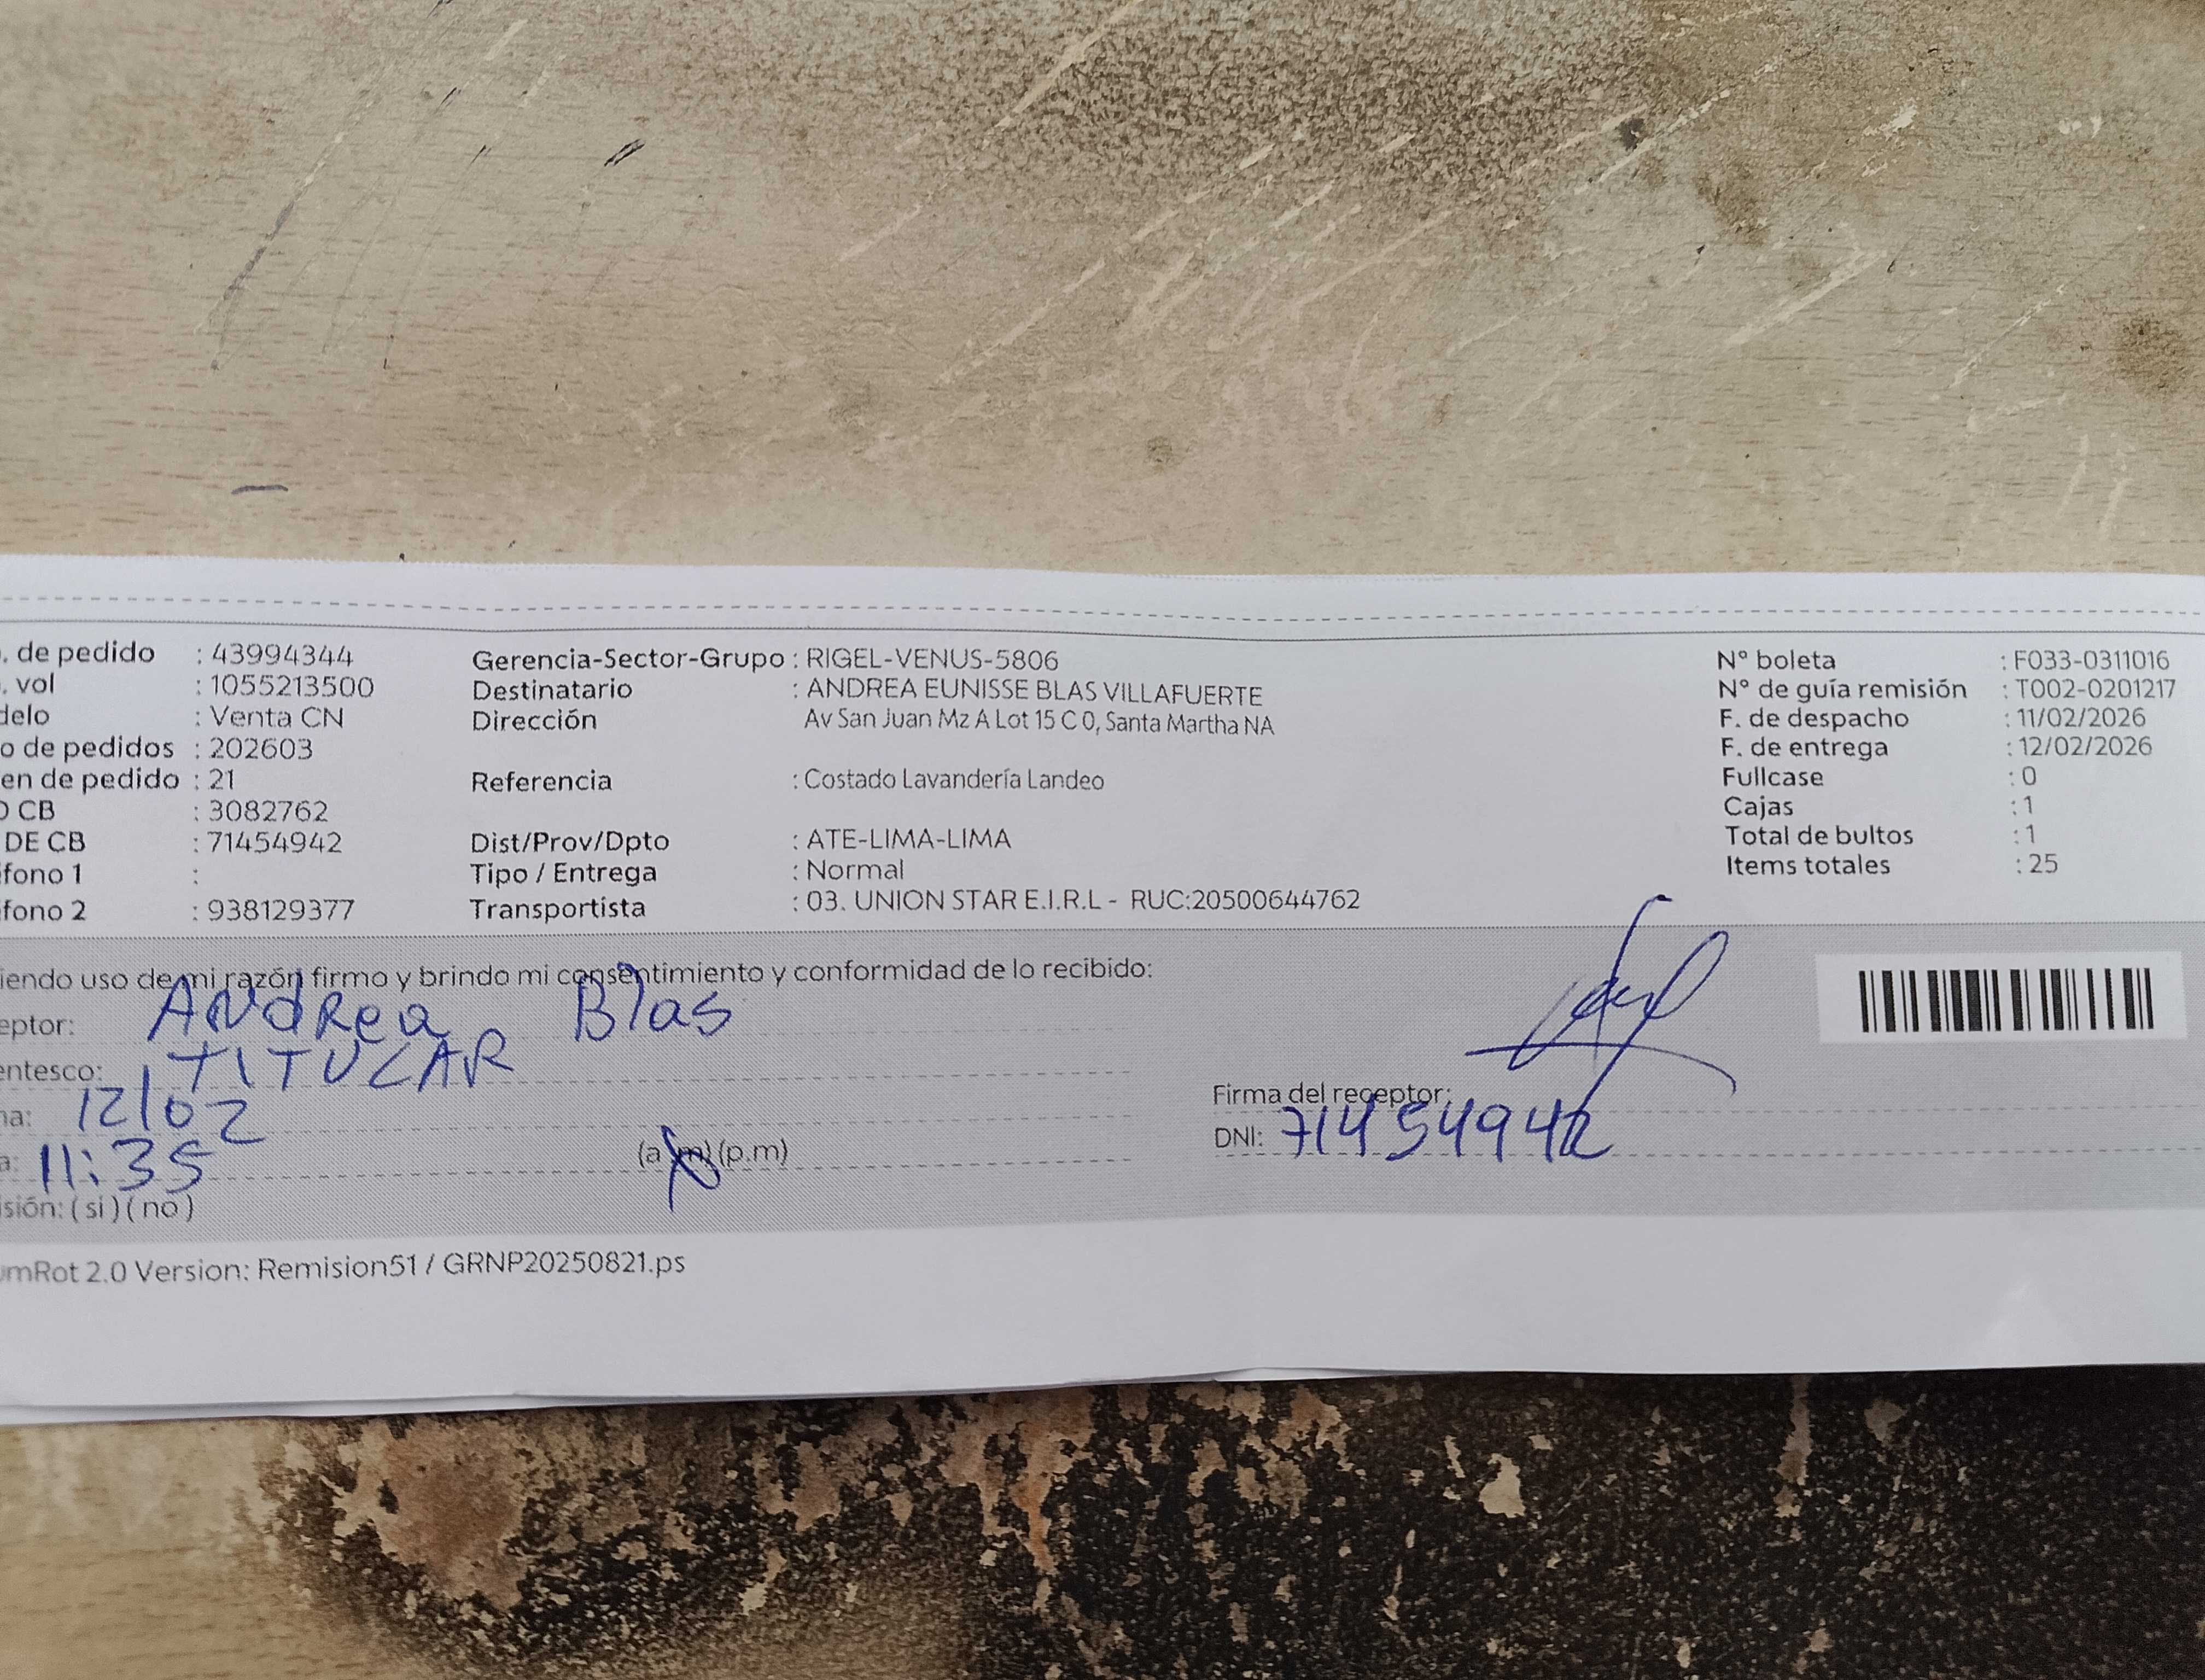 . de pedido : 43994344 Gerencia-Sector-Grupo : RIGEL-VENUS-5806 N° boleta : F033-0311016
. vol : 1055213500 Destinatario : ANDREA EUNISSE BLAS VILLAFUERTE N° de guía remisión : T002-0201217
delo : Venta CN Dirección Av San Juan Mz A Lot 15 C 0, Santa Martha NA F. de despacho : 11/02/2026
o de pedidos : 202603 F. de entrega : 12/02/2026
en de pedido : 21 Referencia : Costado Lavandería Landeo Fullcase : 0
CB : 3082762 Cajas : 1
DE CB : 71454942 Dist/Prov/Dpto : ATE-LIMA-LIMA Total de bultos : 1
fono 1 : Tipo / Entrega : Normal Items totales : 25
fono 2 : 938129377 Transportista : 03. UNION STAR E.I.R.L - RUC:20500644762
iendo uso de mi razón firmo y brindo mi consentimiento y conformidad de lo recibido:
eptor: Andrea Blas
entesco: TITULAR
na: 12/02
a: 11:35 (a.m) (p.m)
Firma del receptor:
DNI: 71454942
sión: ( si ) ( no )
mRot 2.0 Version: Remision51 / GRNP20250821.ps